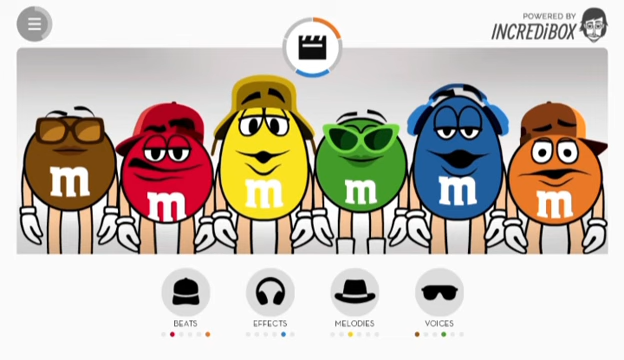 POWERED BY
INCREDiBOX
m m m m m m
BEATS EFFECTS MELODIES VOICES